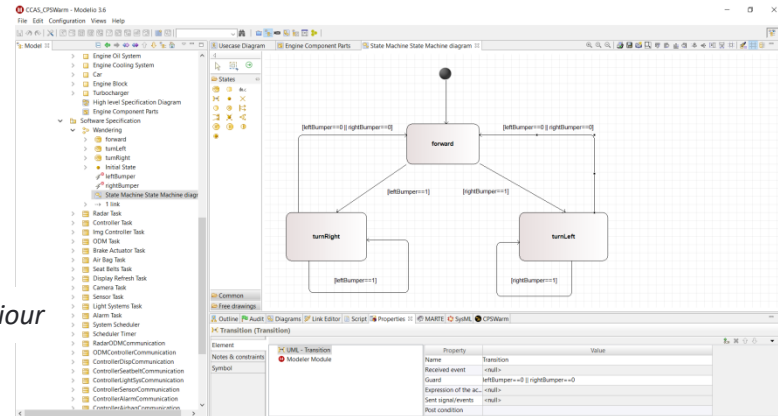 CCAS_CPSWarm - Modelio 3.6
File Edit Configuration Views Help
Model
Engine Oil System
Engine Cooling System
Car
Engine Block
Turbocharger
High level Specification Diagram
Engine Component Parts
Software Specification
Wandering
forward
turnLeft
turnRight
Initial State
leftBumper
rightBumper
State Machine State Machine diagr
1 link
Radar Task
Controller Task
Img Controller Task
ODM Task
Brake Actuator Task
Air Bag Task
Seat Belts Task
Display Refresh Task
Camera Task
Sensor Task
Light Systems Task
Alarm Task
System Scheduler
Scheduler Timer
RadarODMCommunication
ODMControllerCommunication
ControllerDispCommunication
ControllerSeatbeltCommunication
ControllerLightSysCommunication
ControllerSensorCommunication
ControllerAlarmCommunication
ControllerAirbagCommunication
iour
Usecase Diagram
Engine Component Parts
State Machine State Machine diagram
States
Common
Free drawings
[leftBumper==0 || rightBumper==0]
[leftBumper==0 || rightBumper==0]
forward
[leftBumper==1]
[rightBumper==1]
turnRight
turnLeft
[leftBumper==1]
[rightBumper==1]
Outline Audit Diagrams Link Editor Script Properties MARTE SysML CPSWarm
Transition (Transition)
Element
Notes & constraints
Symbol
UML - Transition
Modeler Module
Property Value
Name Transition
Received event <null>
Guard leftBumper==0 || rightBumper==0
Expression of the ac... <null>
Sent signal/events <null>
Post condition